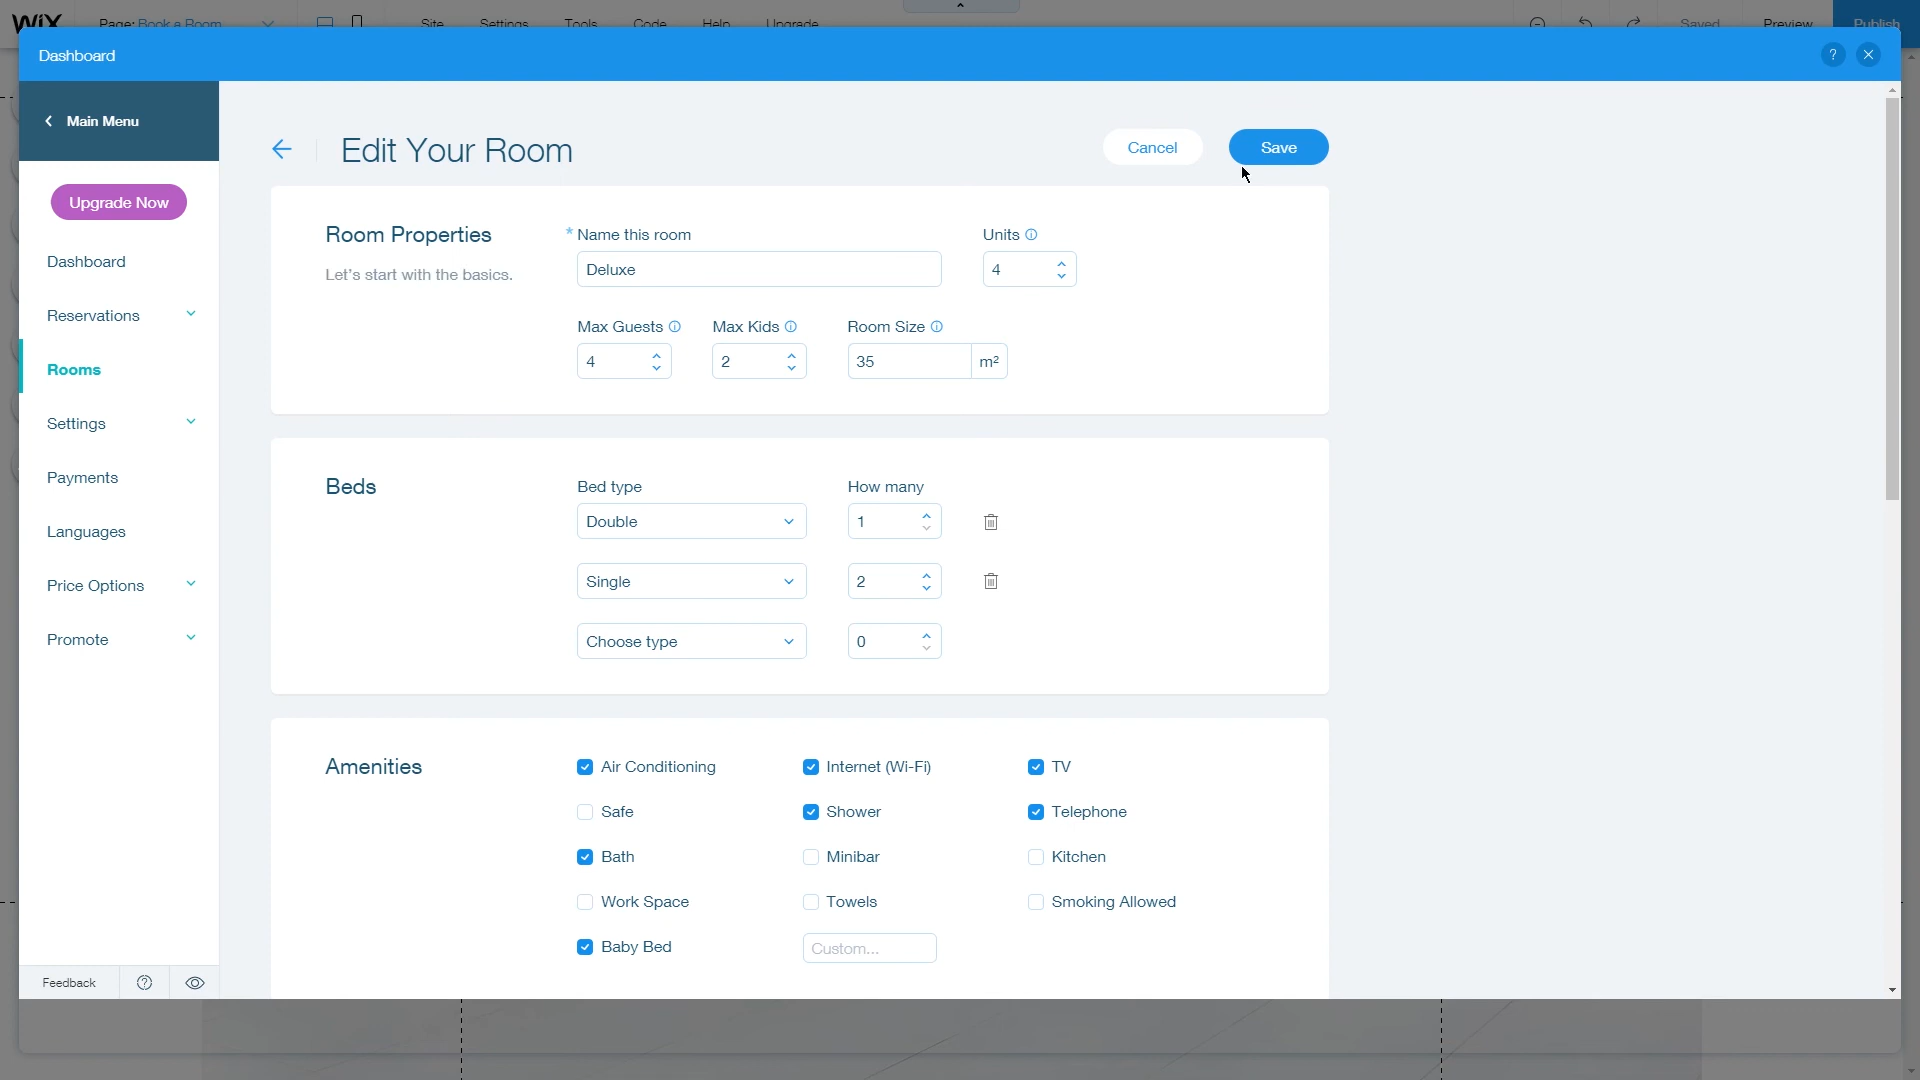 WiX Page: Book a Room Site Settings Tools Code Help Upgrade Saved Preview Publish
Dashboard ?
Main Menu
Edit Your Room Cancel Save
Upgrade Now
Room Properties * Name this room Units
Let's start with the basics. Deluxe 4
Dashboard
Reservations
Max Guests Max Kids Room Size
4 2 35 m²
Rooms
Settings
Payments
Languages
Price Options
Promote
Beds Bed type How many
Double 1
Single 2
Choose type 0
Amenities Air Conditioning Internet (Wi-Fi) TV
Safe Shower Telephone
Bath Minibar Kitchen
Work Space Towels Smoking Allowed
Baby Bed Custom...
Feedback ?